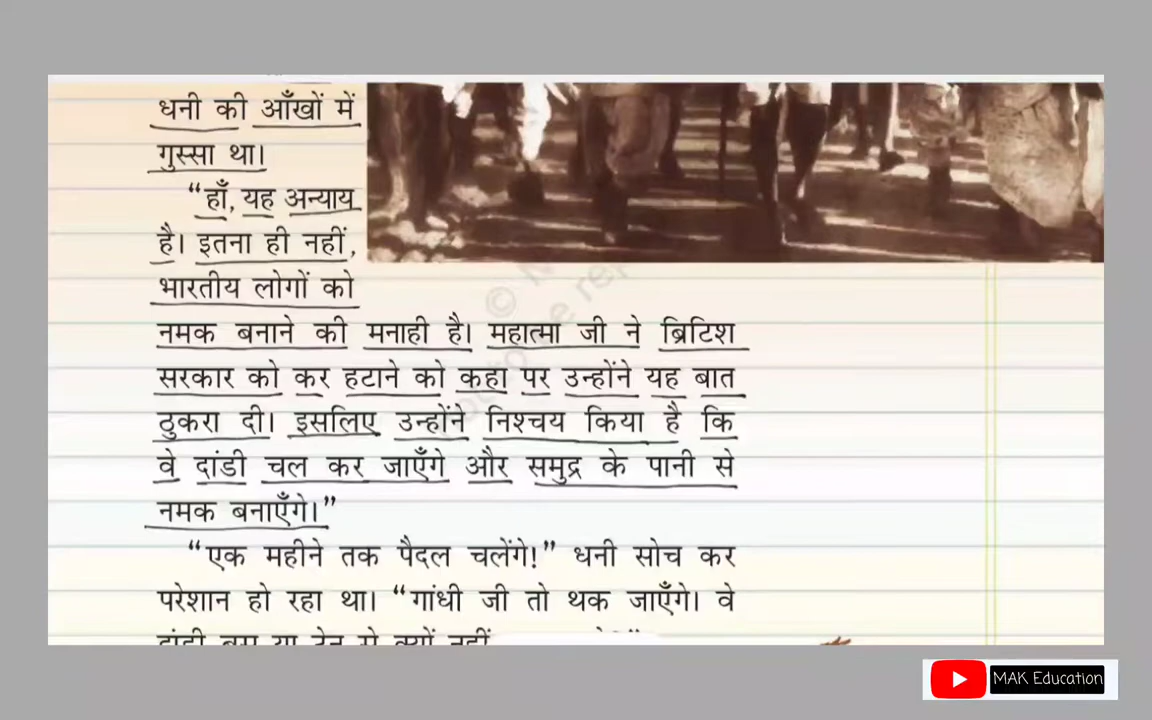 धनी की आँखों में
गुस्सा था।
“हाँ, यह अन्याय
है। इतना ही नहीं,
भारतीय लोगों को
नमक बनाने की मनाही है। महात्मा जी ने ब्रिटिश
सरकार को कर हटाने को कहा पर उन्होंने यह बात
ठुकरा दी। इसलिए उन्होंने निश्चय किया है कि
वे दांडी चल कर जाएँगे और समुद्र के पानी से
नमक बनाएँगे।”
“एक महीने तक पैदल चलेंगे!” धनी सोच कर
परेशान हो रहा था। “गांधी जी तो थक जाएँगे। वे
दांडी बस या ट्रेन से क्यों नहीं
MAK Education